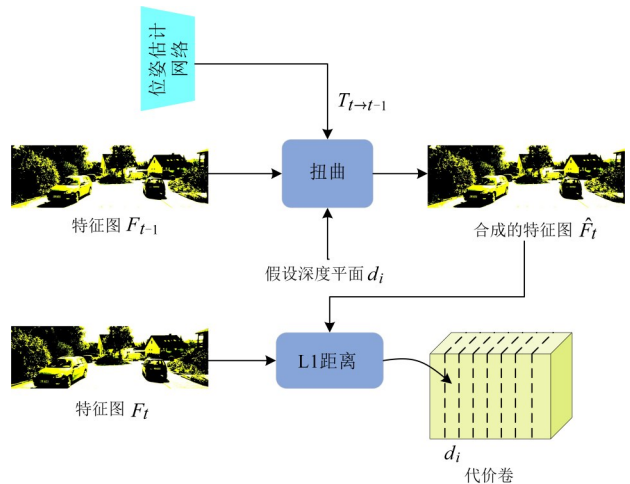 位姿估计
网络
T_{t→t-1}
扭曲
特征图 F_{t-1}
合成的特征图 F̂_t
假设深度平面 d_i
L1距离
特征图 F_t
d_i
代价卷